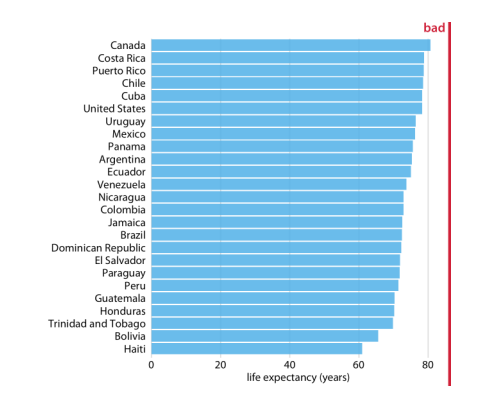 bad
Canada
Costa Rica
Puerto Rico
Chile
Cuba
United States
Uruguay
Mexico
Panama
Argentina
Ecuador
Venezuela
Nicaragua
Colombia
Jamaica
Brazil
Dominican Republic
El Salvador
Paraguay
Peru
Guatemala
Honduras
Trinidad and Tobago
Bolivia
Haiti
0 20 40 60 80
life expectancy (years)